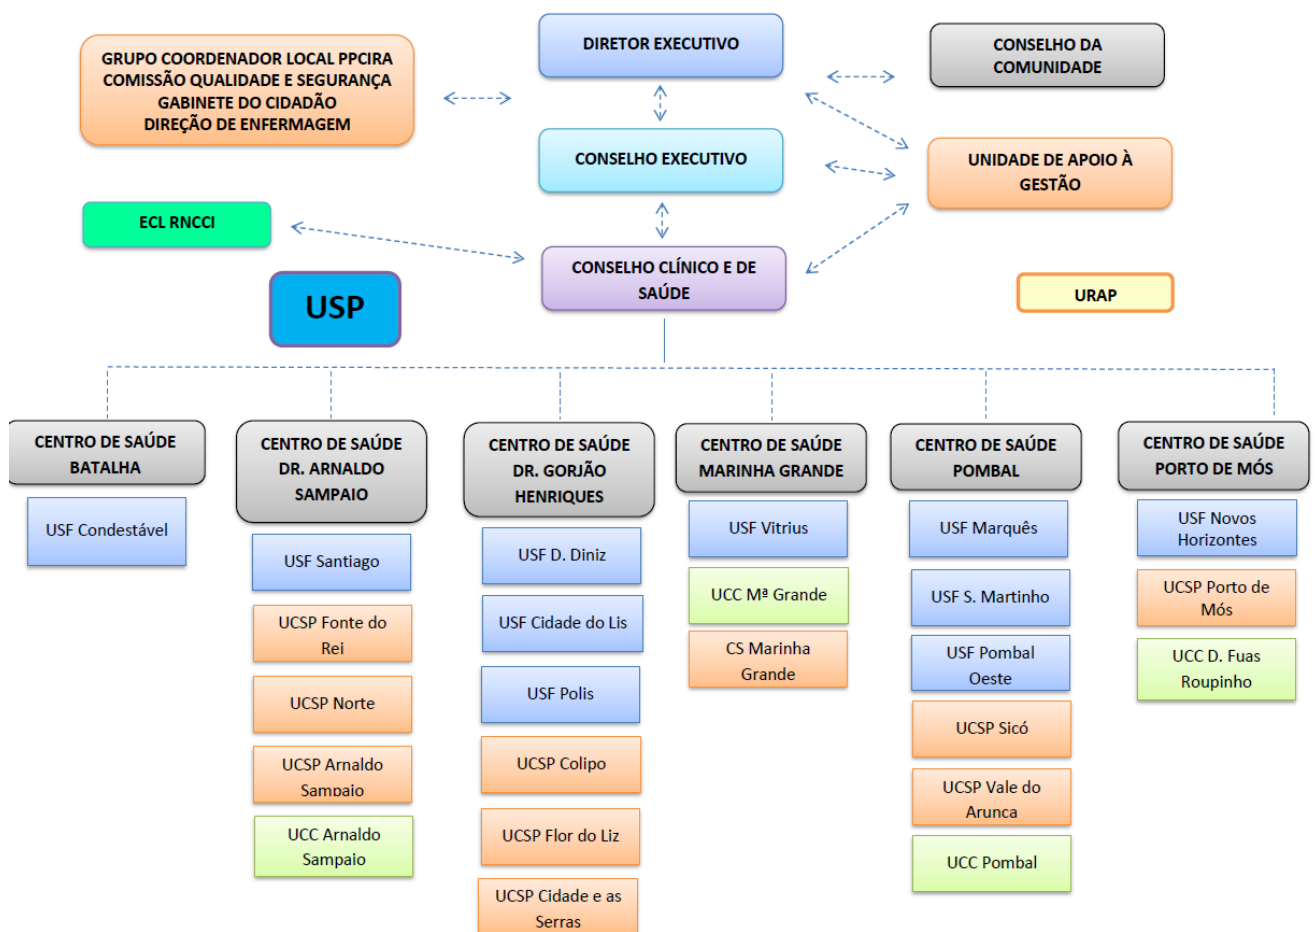 GRUPO COORDENADOR LOCAL PPCIRA
COMISSÃO QUALIDADE E SEGURANÇA
GABINETE DO CIDADÃO
DIREÇÃO DE ENFERMAGEM
DIRETOR EXECUTIVO
CONSELHO DA
COMUNIDADE
CONSELHO EXECUTIVO
UNIDADE DE APOIO À
GESTÃO
ECL RNCCI
CONSELHO CLÍNICO E DE
SAÚDE
USP
URAP
CENTRO DE SAÚDE
BATALHA
USF Condestável
CENTRO DE SAÚDE
DR. ARNALDO
SAMPAIO
USF Santiago
UCSP Fonte do
Rei
UCSP Norte
UCSP Arnaldo
Sampaio
UCC Arnaldo
Sampaio
CENTRO DE SAÚDE
DR. GORJÃO
HENRIQUES
USF D. Diniz
USF Cidade do Lis
USF Polis
UCSP Colipo
UCSP Flor do Liz
UCSP Cidade e as
Serras
CENTRO DE SAÚDE
MARINHA GRANDE
USF Vitrius
UCC Mª Grande
CS Marinha
Grande
CENTRO DE SAÚDE
POMBAL
USF Marquês
USF S. Martinho
USF Pombal
Oeste
UCSP Sicó
UCSP Vale do
Arunca
UCC Pombal
CENTRO DE SAÚDE
PORTO DE MÓS
USF Novos
Horizontes
UCSP Porto de
Mós
UCC D. Fuas
Roupinho